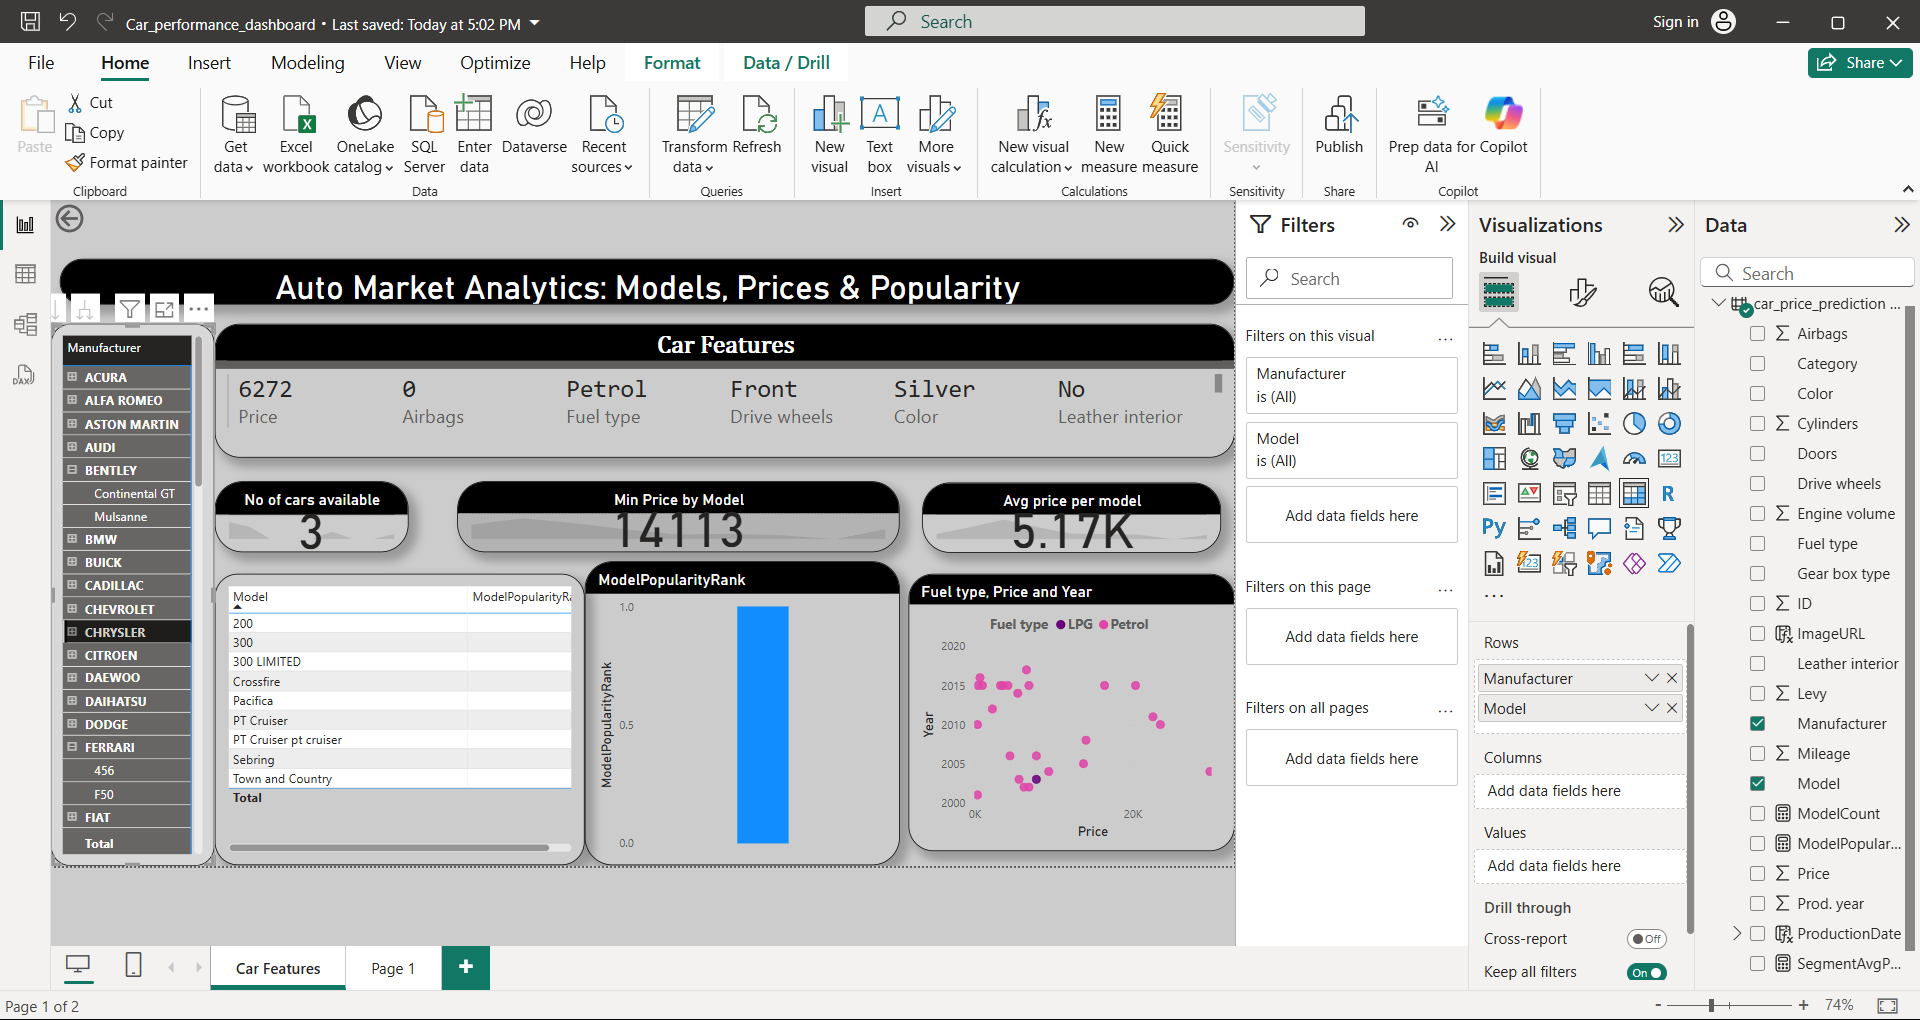 Car_performance_dashboard • Last saved: Today at 5:02 PM
Search
Sign in
File
Home
Insert
Modeling
View
Optimize
Help
Format
Data / Drill
Share
Paste
Cut
Copy
Format painter
Clipboard
Get data
Excel workbook
OneLake catalog
SQL Server
Enter data
Dataverse
Recent sources
Data
Transform data
Refresh
Queries
New visual
Text box
More visuals
Insert
New visual calculation
New measure
Quick measure
Calculations
Sensitivity
Sensitivity
Publish
Share
Prep data for AI
Copilot
Copilot
DAX
Auto Market Analytics: Models, Prices & Popularity
Manufacturer
ACURA
ALFA ROMEO
ASTON MARTIN
AUDI
BENTLEY
Continental GT
Mulsanne
BMW
BUICK
CADILLAC
CHEVROLET
CHRYSLER
CITROEN
DAEWOO
DAIHATSU
DODGE
FERRARI
456
F50
FIAT
Total
Car Features
6272
Price
0
Airbags
Petrol
Fuel type
Front
Drive wheels
Silver
Color
No
Leather interior
No of cars available
3
Min Price by Model
14113
Avg price per model
5.17K
Model
ModelPopularityRa
200
300
300 LIMITED
Crossfire
Pacifica
PT Cruiser
PT Cruiser pt cruiser
Sebring
Town and Country
Total
ModelPopularityRank
ModelPopularityRank
1.0
0.5
0.0
Fuel type, Price and Year
Fuel type LPG Petrol
Year
2020
2015
2010
2005
2000
0K
20K
Price
Car Features
Page 1
+
Page 1 of 2
Filters
Search
Filters on this visual
...
Manufacturer
is (All)
Model
is (All)
Add data fields here
Filters on this page
...
Add data fields here
Filters on all pages
...
Add data fields here
Visualizations
Build visual
123
R
Py
123
...
Rows
Manufacturer
Model
Columns
Add data fields here
Values
Add data fields here
Drill through
Cross-report
Off
Keep all filters
On
Data
Search
car_price_prediction ...
Airbags
Category
Color
Cylinders
Doors
Drive wheels
Engine volume
Fuel type
Gear box type
ID
ImageURL
Leather interior
Levy
Manufacturer
Mileage
Model
ModelCount
ModelPopular...
Price
Prod. year
ProductionDate
SegmentAvgP...
- + 74%